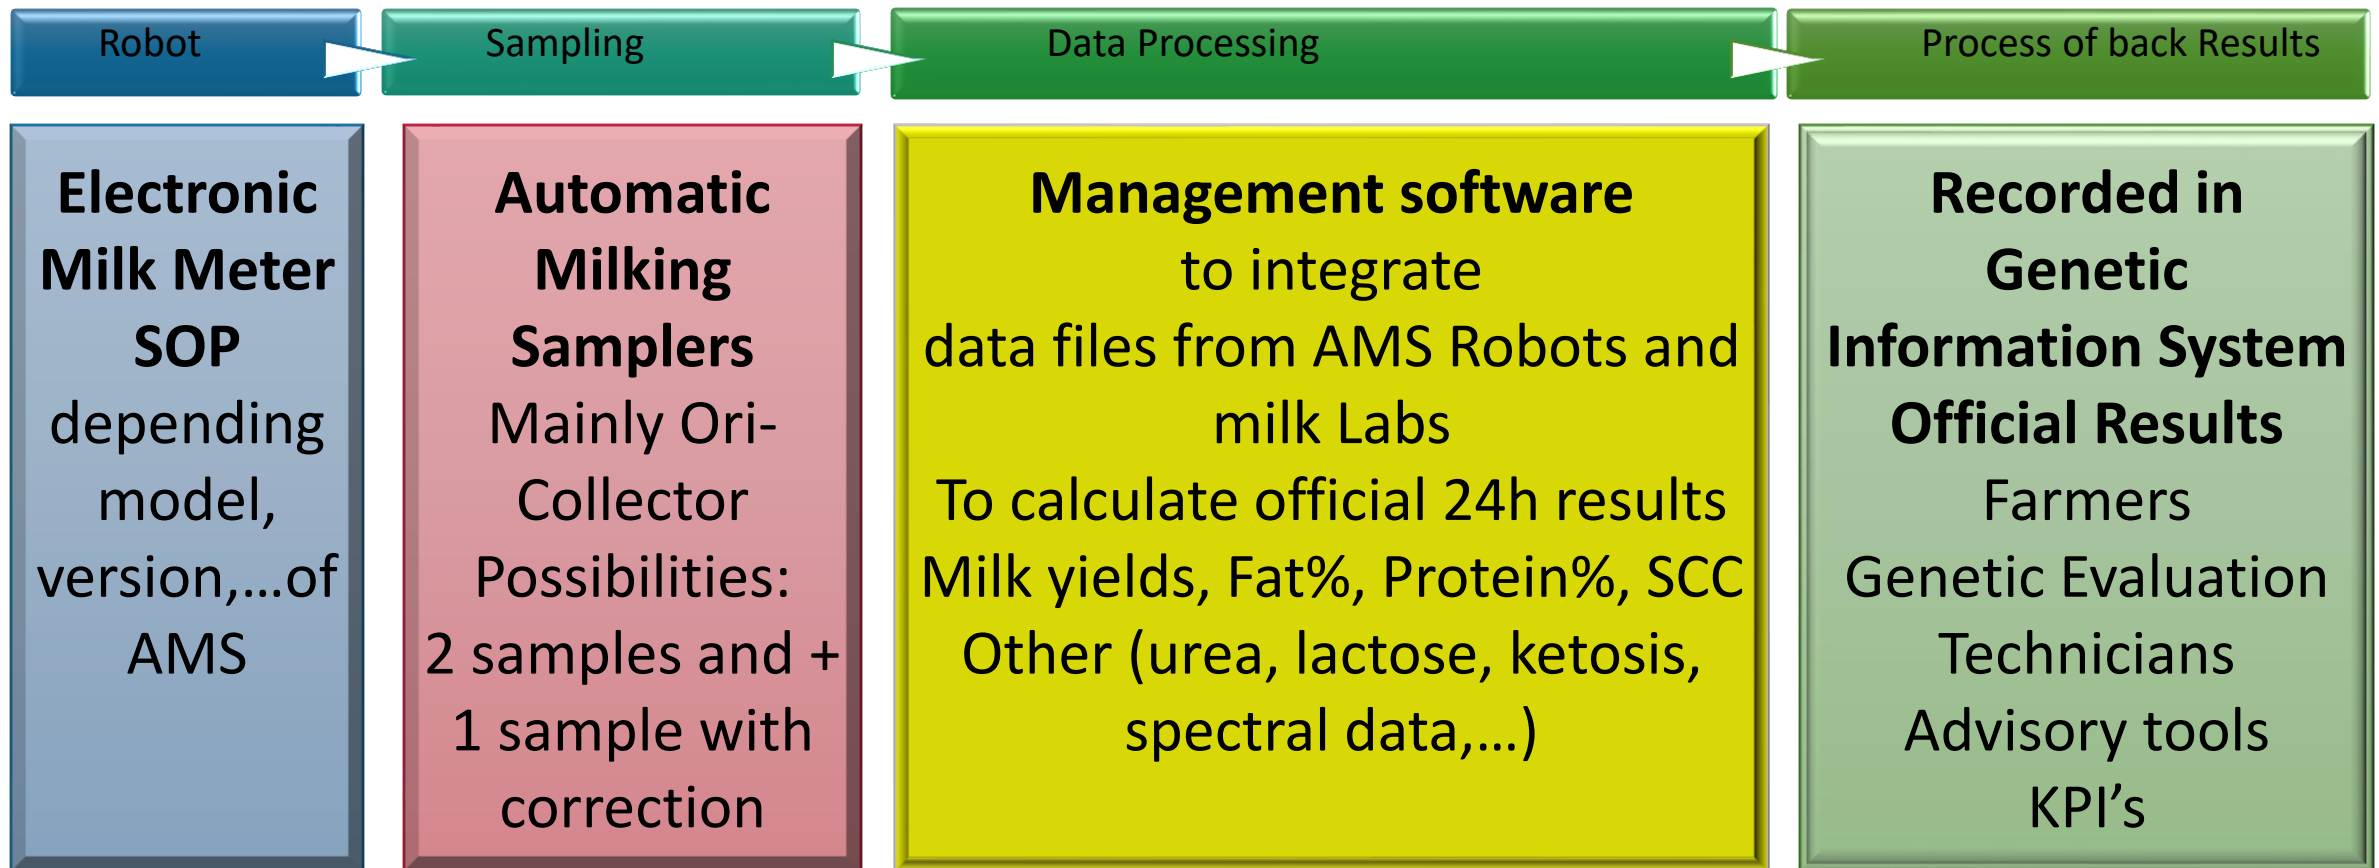 Robot
Sampling
Data Processing
Process of back Results
Electronic
Milk Meter
SOP
depending
model,
version,...of
AMS
Automatic
Milking
Samplers
Mainly Ori-
Collector
Possibilities:
2 samples and +
1 sample with
correction
Management software
to integrate
data files from AMS Robots and
milk Labs
To calculate official 24h results
Milk yields, Fat%, Protein%, SCC
Other (urea, lactose, ketosis,
spectral data,...)
Recorded in
Genetic
Information System
Official Results
Farmers
Genetic Evaluation
Technicians
Advisory tools
KPI’s